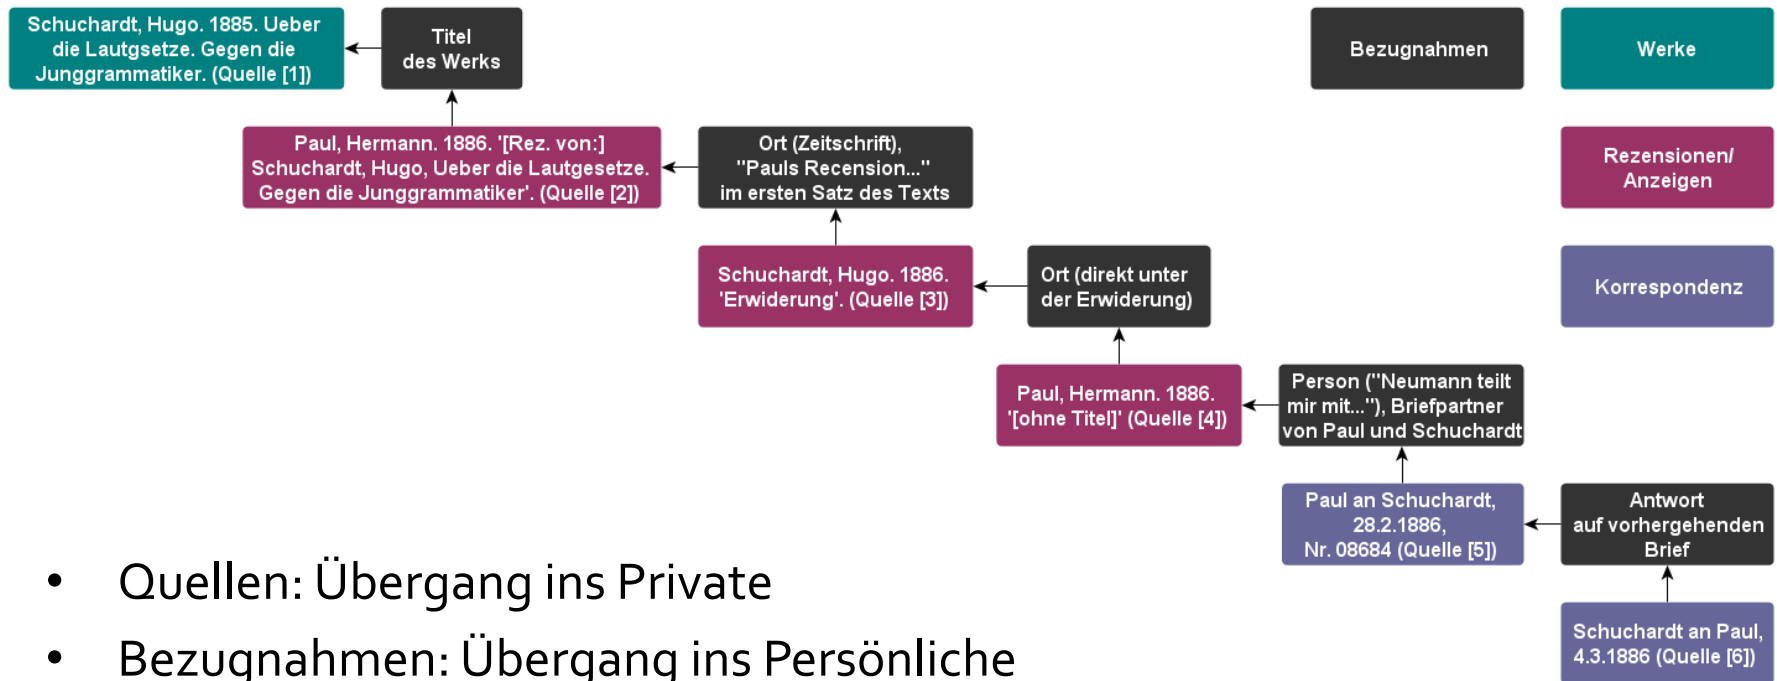 Schuchardt, Hugo. 1885. Ueber
die Lautgsetze. Gegen die
Junggrammatiker. (Quelle [1])
Titel
des Werks
Bezugnahmen
Werke
Paul, Hermann. 1886. '[Rez. von:]
Schuchardt, Hugo, Ueber die Lautgesetze.
Gegen die Junggrammatiker'. (Quelle [2])
Ort (Zeitschrift),
"Pauls Recension..."
im ersten Satz des Texts
Rezensionen/
Anzeigen
Schuchardt, Hugo. 1886.
'Erwiderung'. (Quelle [3])
Ort (direkt unter
der Erwiderung)
Korrespondenz
Paul, Hermann. 1886.
'[ohne Titel]' (Quelle [4])
Person ("Neumann teilt
mir mit..."), Briefpartner
von Paul und Schuchardt
Paul an Schuchardt,
28.2.1886,
Nr. 08684 (Quelle [5])
Antwort
auf vorhergehenden
Brief
Schuchardt an Paul,
4.3.1886 (Quelle [6])
• Quellen: Übergang ins Private
• Bezugnahmen: Übergang ins Persönliche